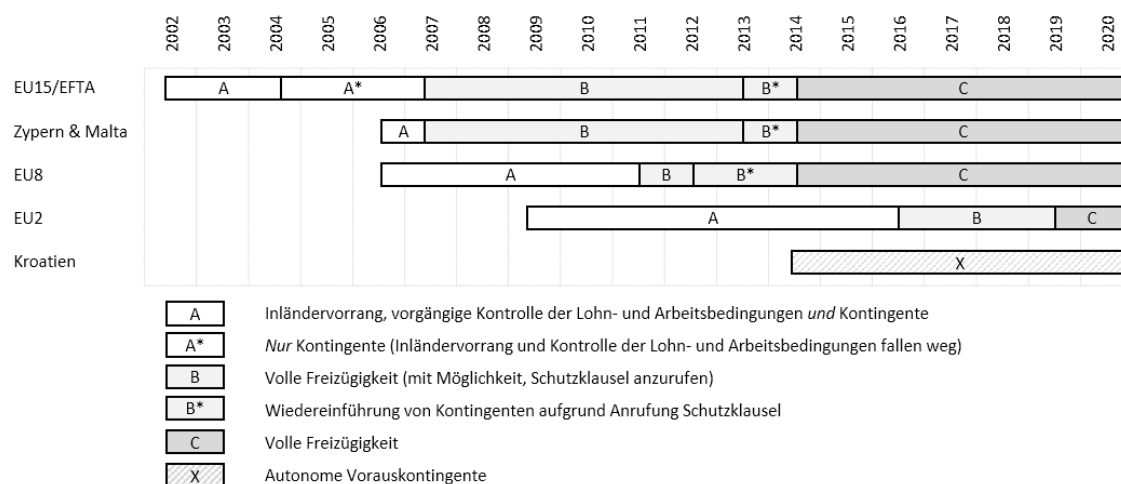 2002 2003 2004 2005 2006 2007 2008 2009 2010 2011 2012 2013 2014 2015 2016 2017 2018 2019 2020
EU15/EFTA A A* B B* C
Zypern & Malta A B B* C
EU8 A B B* C
EU2 A B C
Kroatien X
A Inländervorrang, vorgängige Kontrolle der Lohn- und Arbeitsbedingungen und Kontingente
A* Nur Kontingente (Inländervorrang und Kontrolle der Lohn- und Arbeitsbedingungen fallen weg)
B Volle Freizügigkeit (mit Möglichkeit, Schutzklausel anzurufen)
B* Wiedereinführung von Kontingenten aufgrund Anrufung Schutzklausel
C Volle Freizügigkeit
X Autonome Vorauskontingente